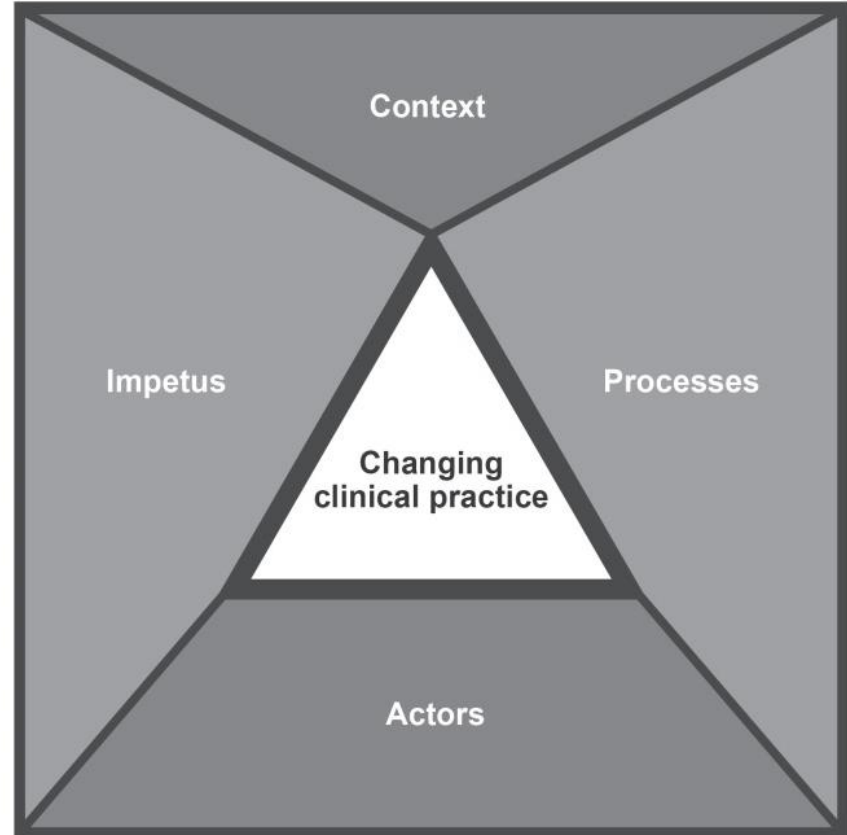 Context
Impetus
Processes
Changing
clinical practice
Actors